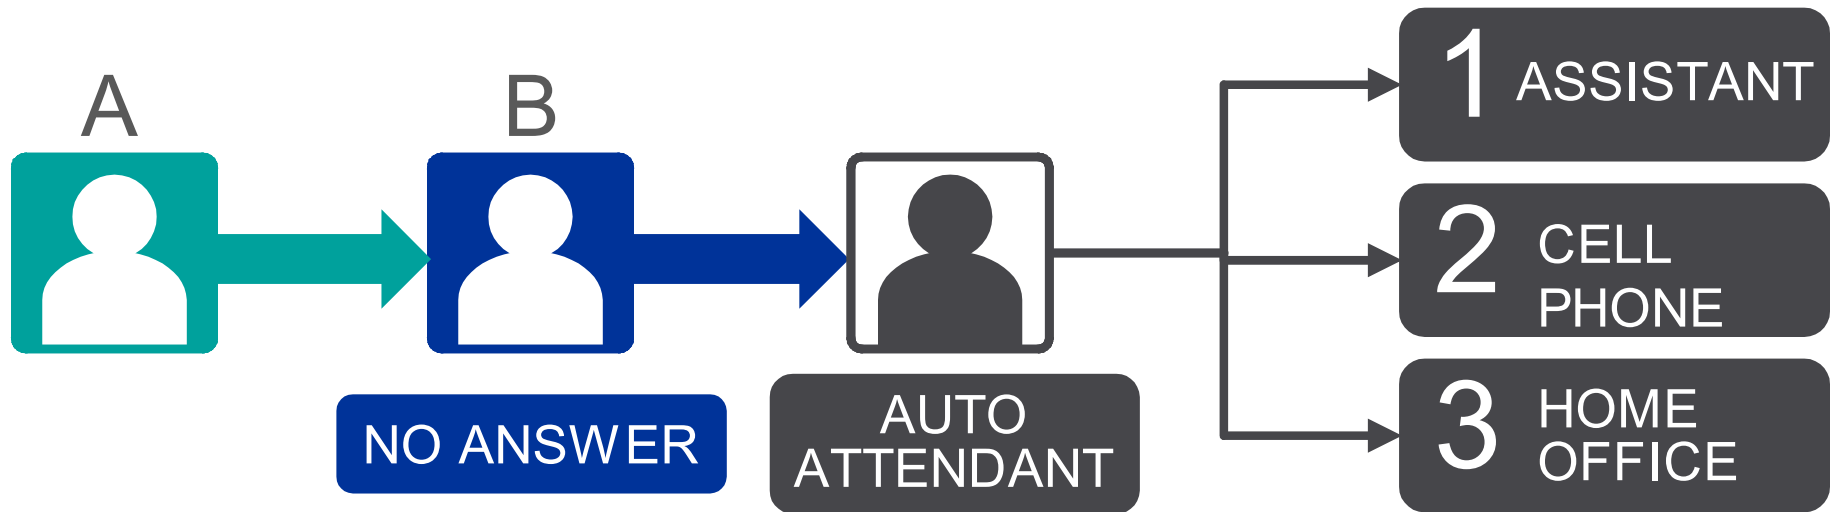 A
B
NO ANSWER
AUTO
ATTENDANT
1 ASSISTANT
2 CELL
PHONE
3 HOME
OFFICE